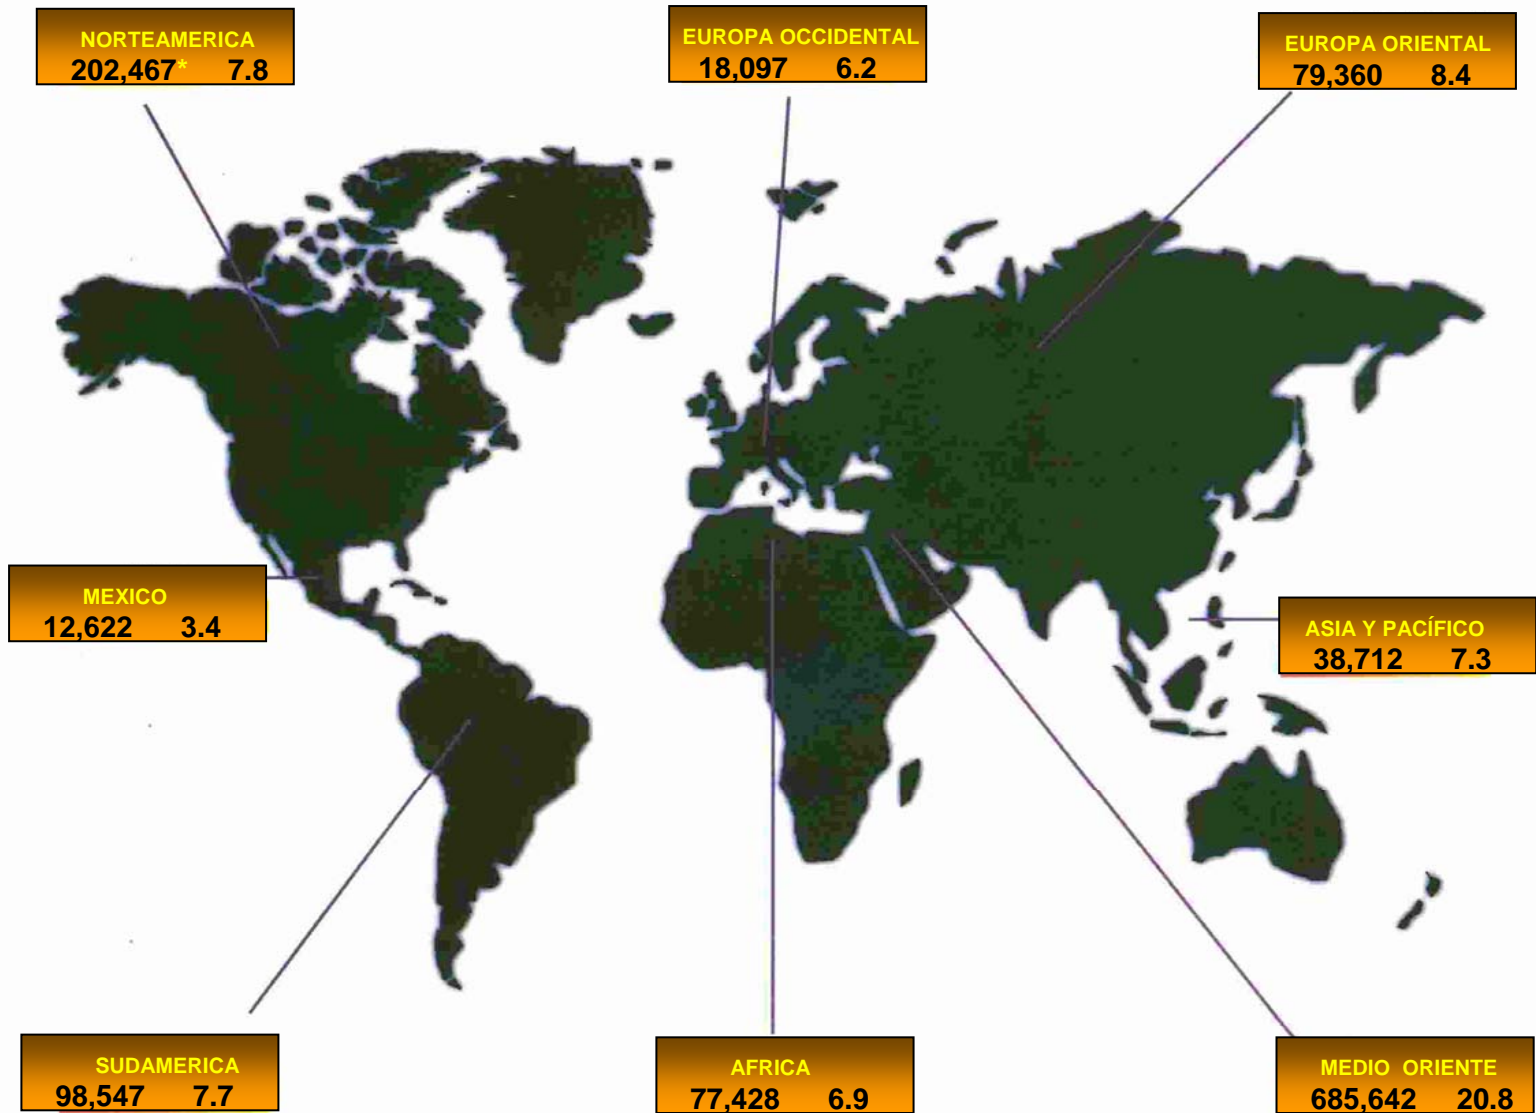 NORTEAMERICA
202,467* 7.8
EUROPA OCCIDENTAL
18,097 6.2
EUROPA ORIENTAL
79,360 8.4
MEXICO
12,622 3.4
ASIA Y PACÍFICO
38,712 7.3
SUDAMERICA
98,547 7.7
AFRICA
77,428 6.9
MEDIO ORIENTE
685,642 20.8